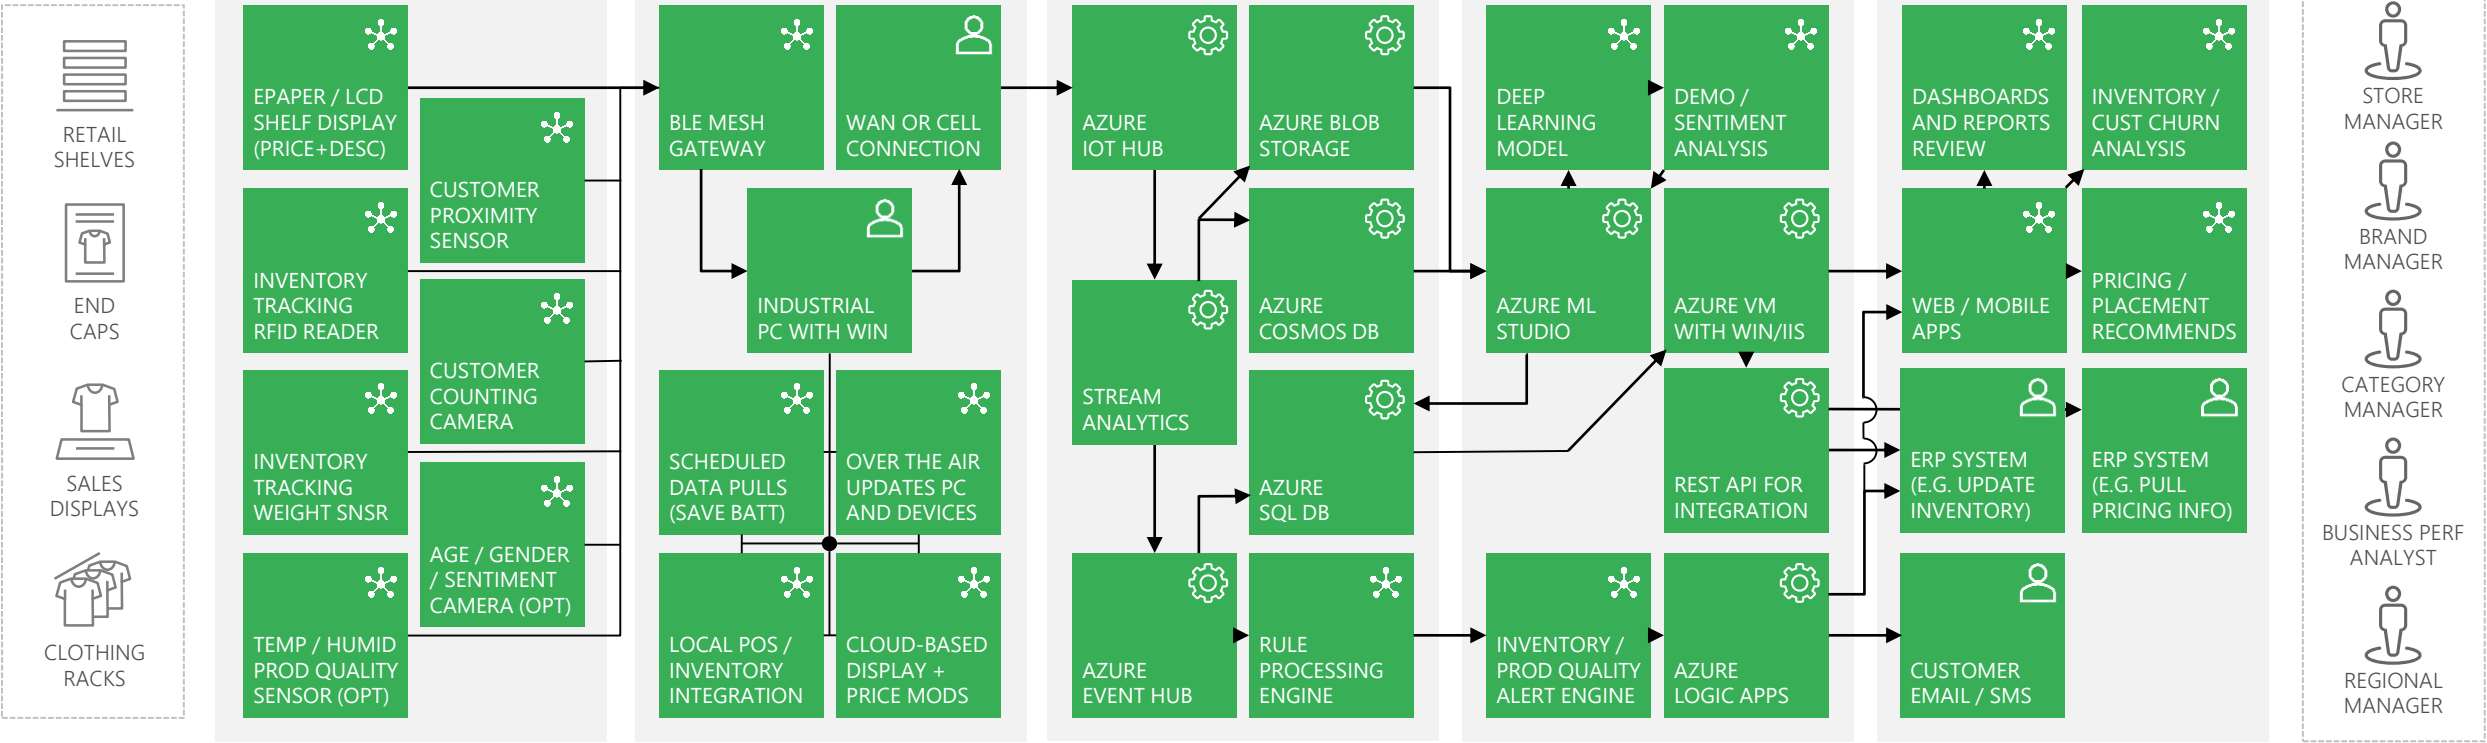 RETAIL
SHELVES
END
CAPS
SALES
DISPLAYS
CLOTHING
RACKS
EPAPER / LCD
SHELF DISPLAY
(PRICE+DESC)
CUSTOMER
PROXIMITY
SENSOR
INVENTORY
TRACKING
RFID READER
CUSTOMER
COUNTING
CAMERA
INVENTORY
TRACKING
WEIGHT SNSR
AGE / GENDER
/ SENTIMENT
CAMERA (OPT)
TEMP / HUMID
PROD QUALITY
SENSOR (OPT)
BLE MESH
GATEWAY
WAN OR CELL
CONNECTION
INDUSTRIAL
PC WITH WIN
SCHEDULED
DATA PULLS
(SAVE BATT)
OVER THE AIR
UPDATES PC
AND DEVICES
LOCAL POS /
INVENTORY
INTEGRATION
CLOUD-BASED
DISPLAY +
PRICE MODS
AZURE
IOT HUB
AZURE BLOB
STORAGE
AZURE
COSMOS DB
STREAM
ANALYTICS
AZURE
SQL DB
AZURE
EVENT HUB
RULE
PROCESSING
ENGINE
DEEP
LEARNING
MODEL
DEMO /
SENTIMENT
ANALYSIS
AZURE ML
STUDIO
AZURE VM
WITH WIN/IIS
REST API FOR
INTEGRATION
INVENTORY /
PROD QUALITY
ALERT ENGINE
AZURE
LOGIC APPS
DASHBOARDS
AND REPORTS
REVIEW
INVENTORY /
CUST CHURN
ANALYSIS
WEB / MOBILE
APPS
PRICING /
PLACEMENT
RECOMMENDS
ERP SYSTEM
(E.G. UPDATE
INVENTORY)
ERP SYSTEM
(E.G. PULL
PRICING INFO)
CUSTOMER
EMAIL / SMS
STORE
MANAGER
BRAND
MANAGER
CATEGORY
MANAGER
BUSINESS PERF
ANALYST
REGIONAL
MANAGER